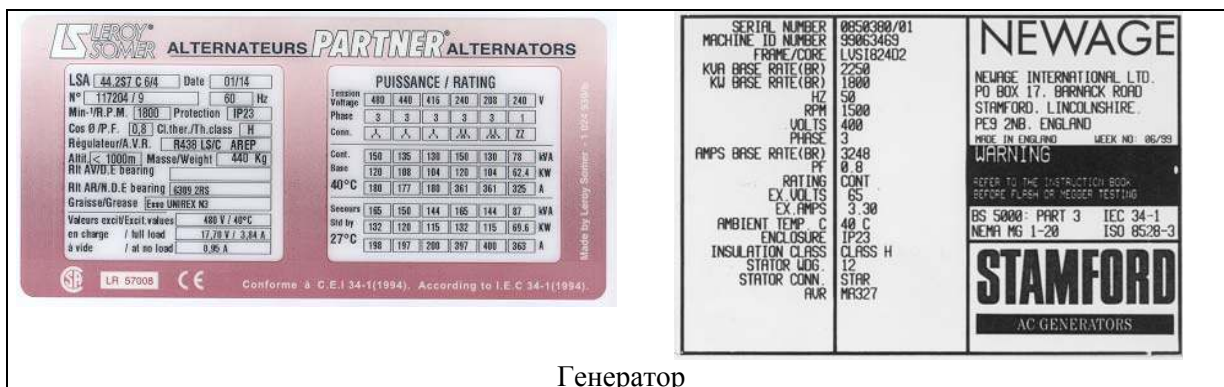 LS LEROY® SOMER ALTERNATEURS PARTNER® ALTERNATORS
LSA 44.2S7 C 6/4 Date 01/14
N° 117204 / 9 60 Hz
Min-¹/R.P.M. 1800 Protection IP23
Cos Ø /P.F. 0,8 Cl.ther./Th.class H
Régulateur/A.V.R. R438 LS/C AREP
Altit. < 1000m Masse/Weight 440 Kg
Rlt AV/D.E bearing
Rlt AR/N.D.E bearing 6309 2RS
Graisse/Grease Esso UNIREX N3
Valeurs excit/Excit.values 480 V / 40°C
en charge / full load 17,70 V / 3,84 A
à vide / at no load 0,95 A
PUISSANCE / RATING
Tension
Voltage 480 440 416 240 208 240 V
Phase 3 3 3 3 3 1
Conn. ZZ
Cont. 150 135 130 150 130 78 kVA
Base 120 108 104 120 104 62.4 KW
40°C 180 177 180 361 361 325 A
Secours 165 150 144 165 144 87 kVA
Std by 132 120 115 132 115 69.6 KW
27°C 198 197 200 397 400 363 A
Made by Leroy Somer - 1 024
LR 57008 CE Conforme à C.E.I 34-1(1994). According to I.E.C 34-1(1994).
SERIAL NUMBER 0850380/01
MACHINE ID NUMBER 99063469
FRAME/CORE LVSI824D2
KVA BASE RATE(BR) 2250
KW BASE RATE(BR) 1800
HZ 50
RPM 1500
VOLTS 400
PHASE 3
AMPS BASE RATE(BR) 3248
PF 0.8
RATING CONT
EX.VOLTS 65
EX.AMPS 3.30
AMBIENT TEMP. C 40 C
ENCLOSURE IP23
INSULATION CLASS CLASS H
STATOR WDG. 12
STATOR CONN. STAR
AVR MA327
NEWAGE
NEWAGE INTERNATIONAL LTD.
PO BOX 17. BARNACK ROAD
STAMFORD. LINCOLNSHIRE.
PE9 2NB. ENGLAND
MADE IN ENGLAND WEEK NO: 06/99
WARNING
REFER TO THE INSTRUCTION BOOK
BEFORE FLASH OR MEGGER TESTING
BS 5000: PART 3 IEC 34-1
NEMA MG 1-20 ISO 8528-3
STAMFORD
AC GENERATORS
Генератор